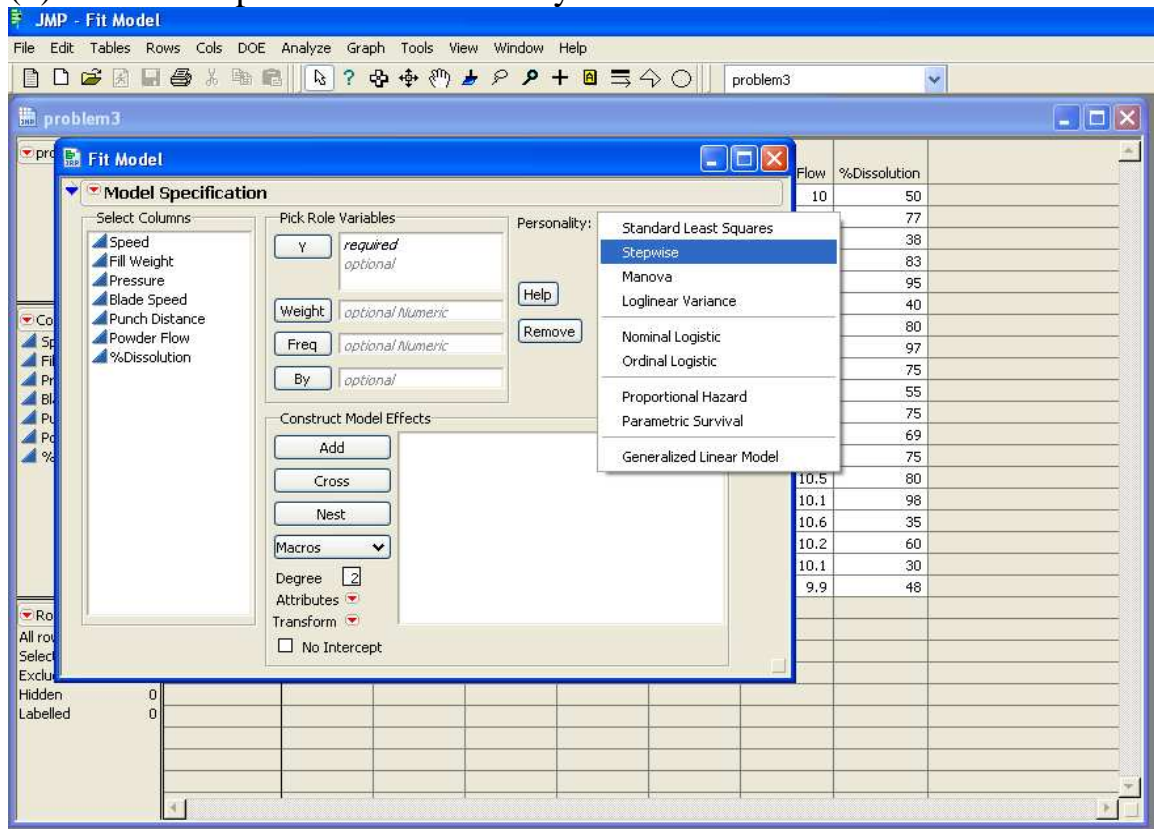 JMP - Fit Model
File Edit Tables Rows Cols DOE Analyze Graph Tools View Window Help
problem3
problem3
Fit Model
Model Specification
Select Columns
Speed
Fill Weight
Pressure
Blade Speed
Punch Distance
Powder Flow
%Dissolution
Pick Role Variables
Y required
optional
Weight optional Numeric
Freq optional Numeric
By optional
Personality:
Help
Remove
Standard Least Squares
Stepwise
Manova
Loglinear Variance
Nominal Logistic
Ordinal Logistic
Proportional Hazard
Parametric Survival
Generalized Linear Model
Construct Model Effects
Add
Cross
Nest
Macros
Degree 2
Attributes
Transform
No Intercept
Flow %Dissolution
10 50
77
38
83
95
40
80
97
75
55
75
69
75
10.5 80
10.1 98
10.6 35
10.2 60
10.1 30
9.9 48
Hidden 0
Labelled 0